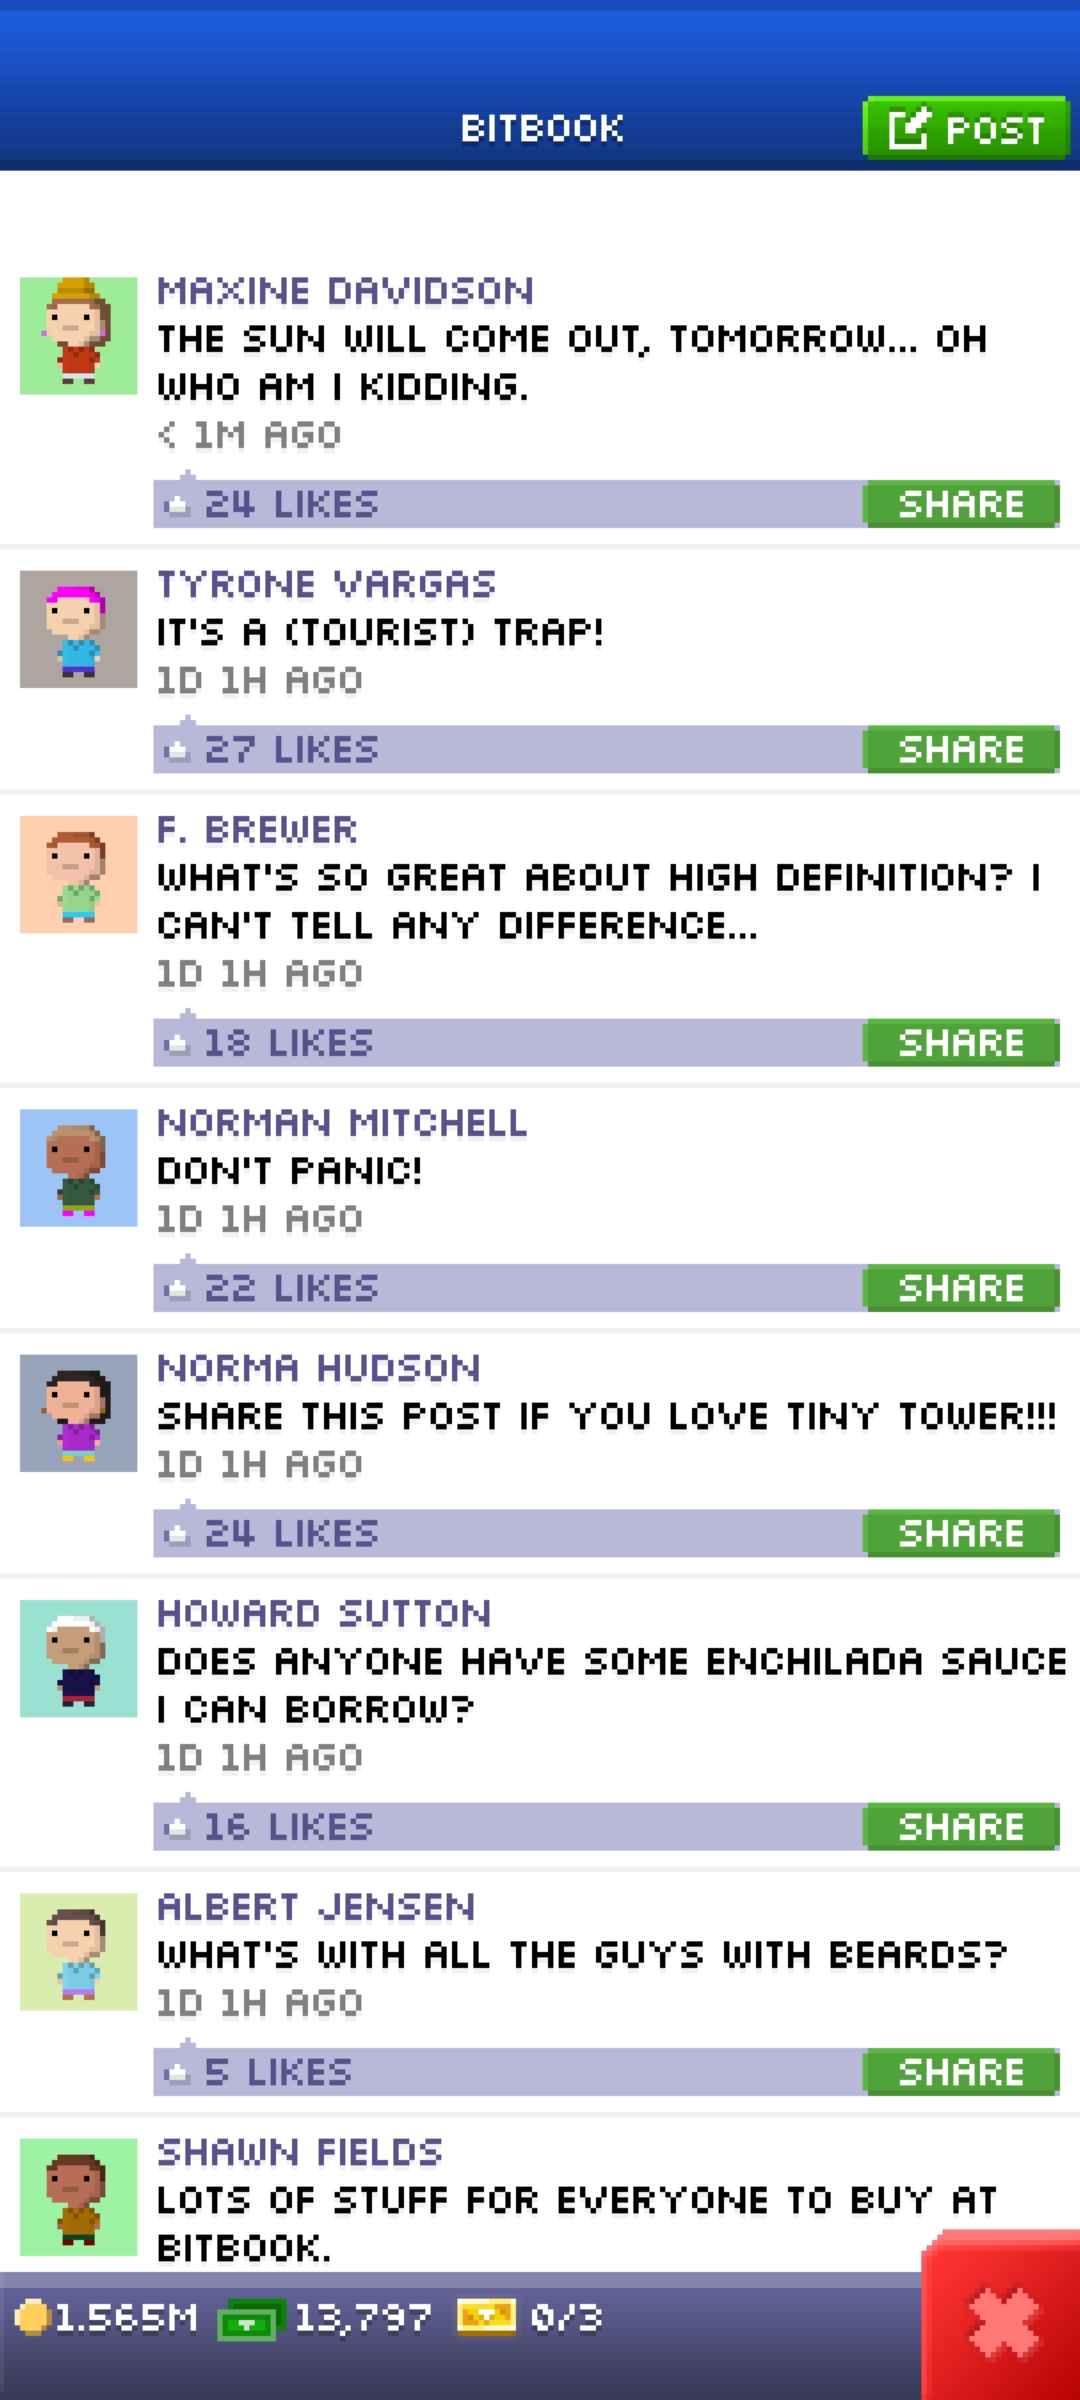 BITBOOK
POST
MAXINE DAVIDSON
THE SUN WILL COME OUT, TOMORROW... OH
WHO AM I KIDDING.
< 1M AGO
24 LIKES
SHARE
TYRONE VARGAS
IT'S A (TOURIST) TRAP!
1D 1H AGO
27 LIKES
SHARE
F. BREWER
WHAT'S SO GREAT ABOUT HIGH DEFINITION? I
CAN'T TELL ANY DIFFERENCE...
1D 1H AGO
18 LIKES
SHARE
NORMAN MITCHELL
DON'T PANIC!
1D 1H AGO
22 LIKES
SHARE
NORMA HUDSON
SHARE THIS POST IF YOU LOVE TINY TOWER!!!
1D 1H AGO
24 LIKES
SHARE
HOWARD SUTTON
DOES ANYONE HAVE SOME ENCHILADA SAUCE
I CAN BORROW?
1D 1H AGO
16 LIKES
SHARE
ALBERT JENSEN
WHAT'S WITH ALL THE GUYS WITH BEARDS?
1D 1H AGO
5 LIKES
SHARE
SHAWN FIELDS
LOTS OF STUFF FOR EVERYONE TO BUY AT
BITBOOK.
1.565M 13,797 0/3